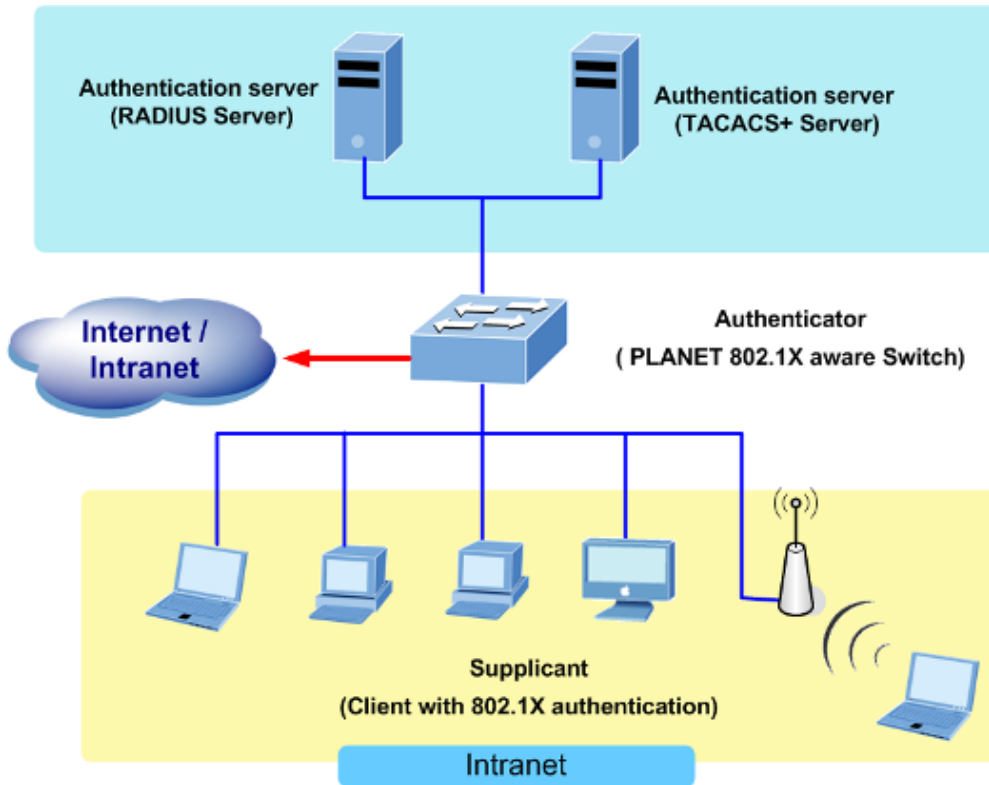 Authentication server
(RADIUS Server)
Authentication server
(TACACS+ Server)
Internet /
Intranet
Authenticator
( PLANET 802.1X aware Switch)
Supplicant
(Client with 802.1X authentication)
Intranet